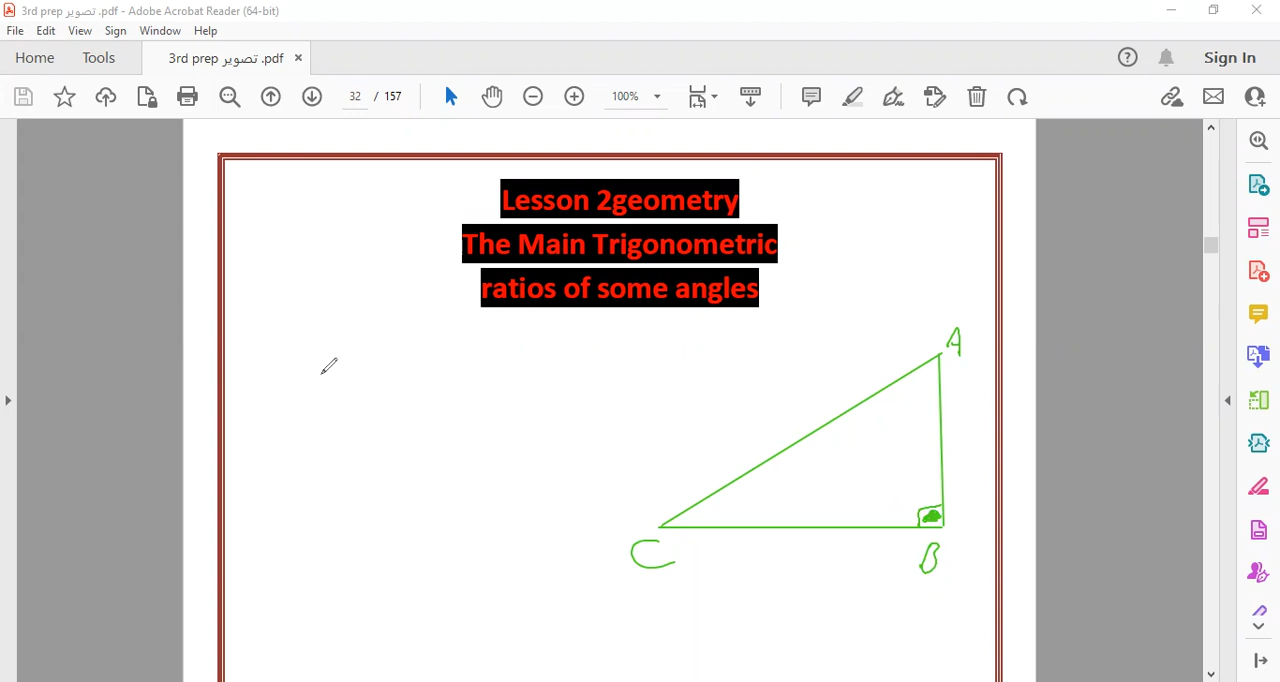 3rd prep تصوير .pdf - Adobe Acrobat Reader (64-bit)
File Edit View Sign Window Help
Home Tools 3rd prep تصوير .pdf × Sign In
32 / 157 100%
Lesson 2geometry
The Main Trigonometric
ratios of some angles
A
C B